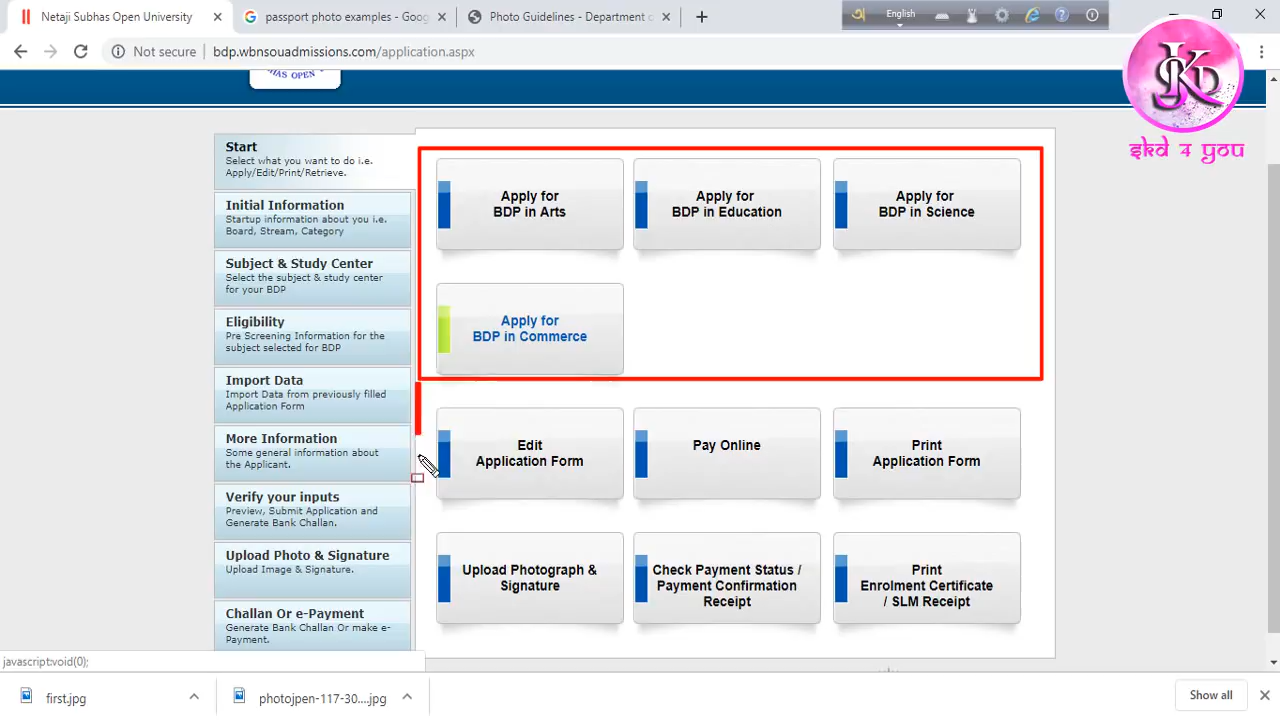 Netaji Subhas Open University
passport photo examples - Goog
Photo Guidelines - Department c
English
Not secure
bdp.wbnsouadmissions.com/application.aspx
HAS OPEN
SKD
skd 4 you
Start
Select what you want to do i.e.
Apply/Edit/Print/Retrieve.
Initial Information
Startup information about you i.e.
Board, Stream, Category
Subject & Study Center
Select the subject & study center
for your BDP
Eligibility
Pre Screening Information for the
subject selected for BDP
Import Data
Import Data from previously filled
Application Form
More Information
Some general information about
the Applicant.
Verify your inputs
Preview, Submit Application and
Generate Bank Challan.
Upload Photo & Signature
Upload Image & Signature.
Challan Or e-Payment
Generate Bank Challan Or make e-
Payment.
Apply for
BDP in Arts
Apply for
BDP in Education
Apply for
BDP in Science
Apply for
BDP in Commerce
Edit
Application Form
Pay Online
Print
Application Form
Upload Photograph &
Signature
Check Payment Status /
Payment Confirmation
Receipt
Print
Enrolment Certificate
/ SLM Receipt
javascript:void(0);
first.jpg
photojpen-117-30....jpg
Show all